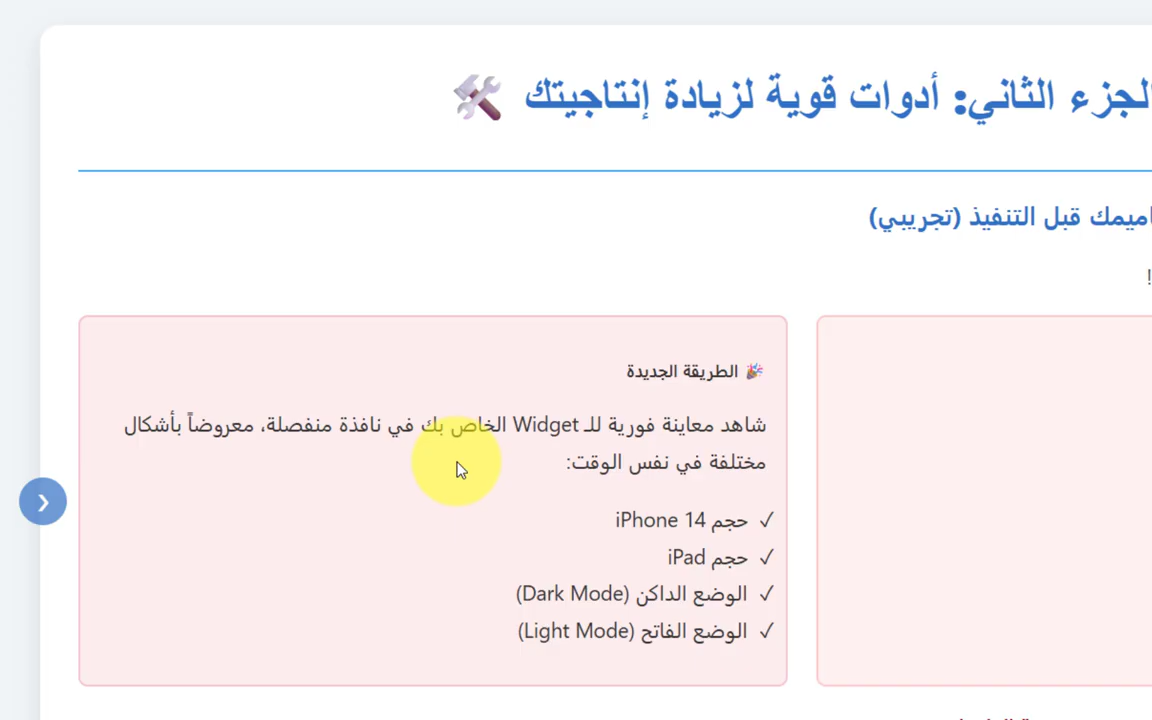 الجزء الثاني: أدوات قوية لزيادة إنتاجيتك 🛠️
قبل التنفيذ (تجريبي)
!
🎉 الطريقة الجديدة
شاهد معاينة فورية للـ Widget الخاص بك في نافذة منفصلة، معروضاً بأشكال
مختلفة في نفس الوقت:
✓ حجم iPhone 14
✓ حجم iPad
✓ الوضع الداكن (Dark Mode)
✓ الوضع الفاتح (Light Mode)